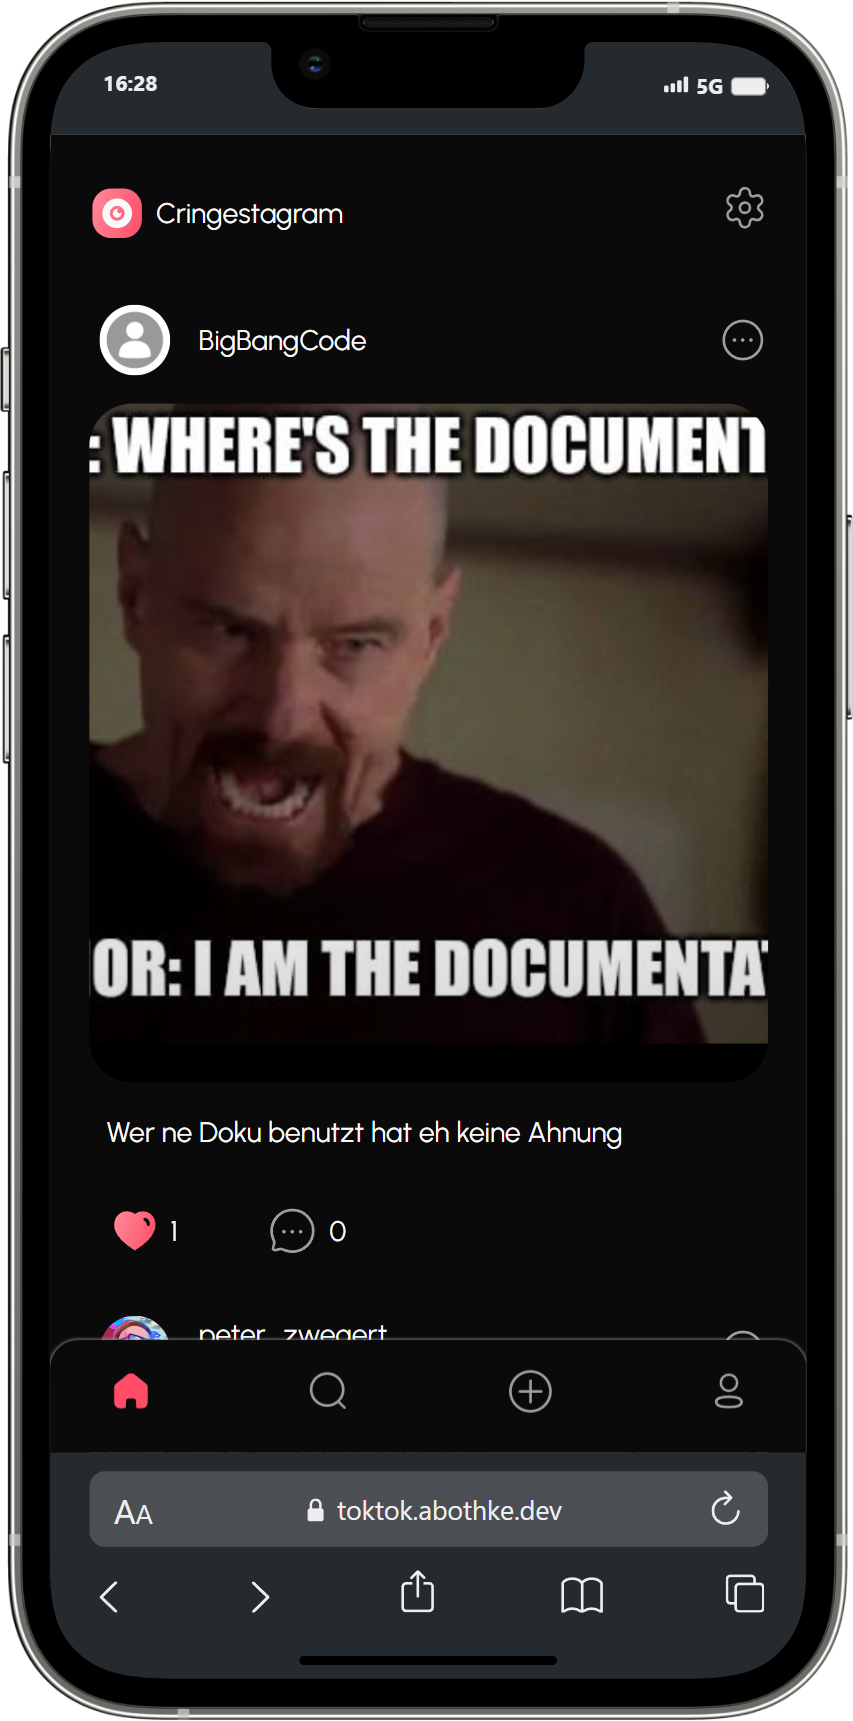 16:28
5G
Cringestagram
BigBangCode
: WHERE'S THE DOCUMENT
OR: I AM THE DOCUMENTA
Wer ne Doku benutzt hat eh keine Ahnung
1
0
peter_zwegert
AA
toktok.abothke.dev